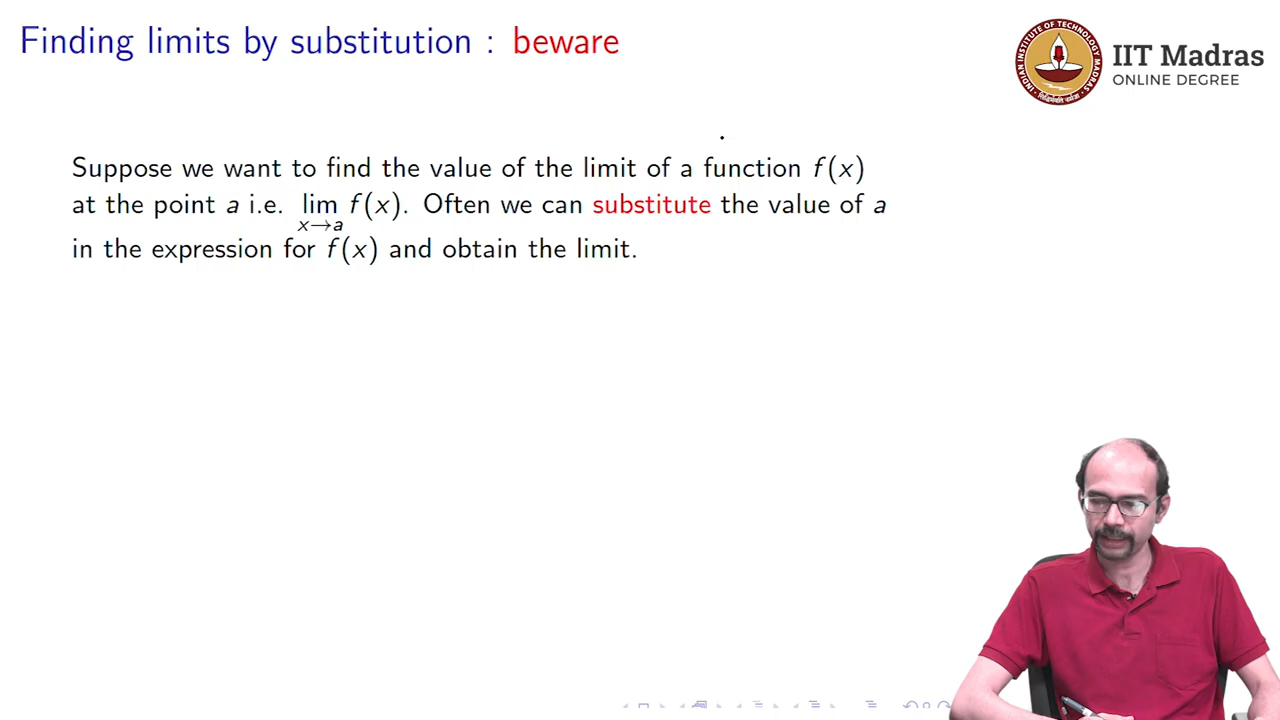 Finding limits by substitution : beware
IIT Madras
ONLINE DEGREE
Suppose we want to find the value of the limit of a function f(x)
at the point a i.e. lim f(x). Often we can substitute the value of a
x→a
in the expression for f(x) and obtain the limit.